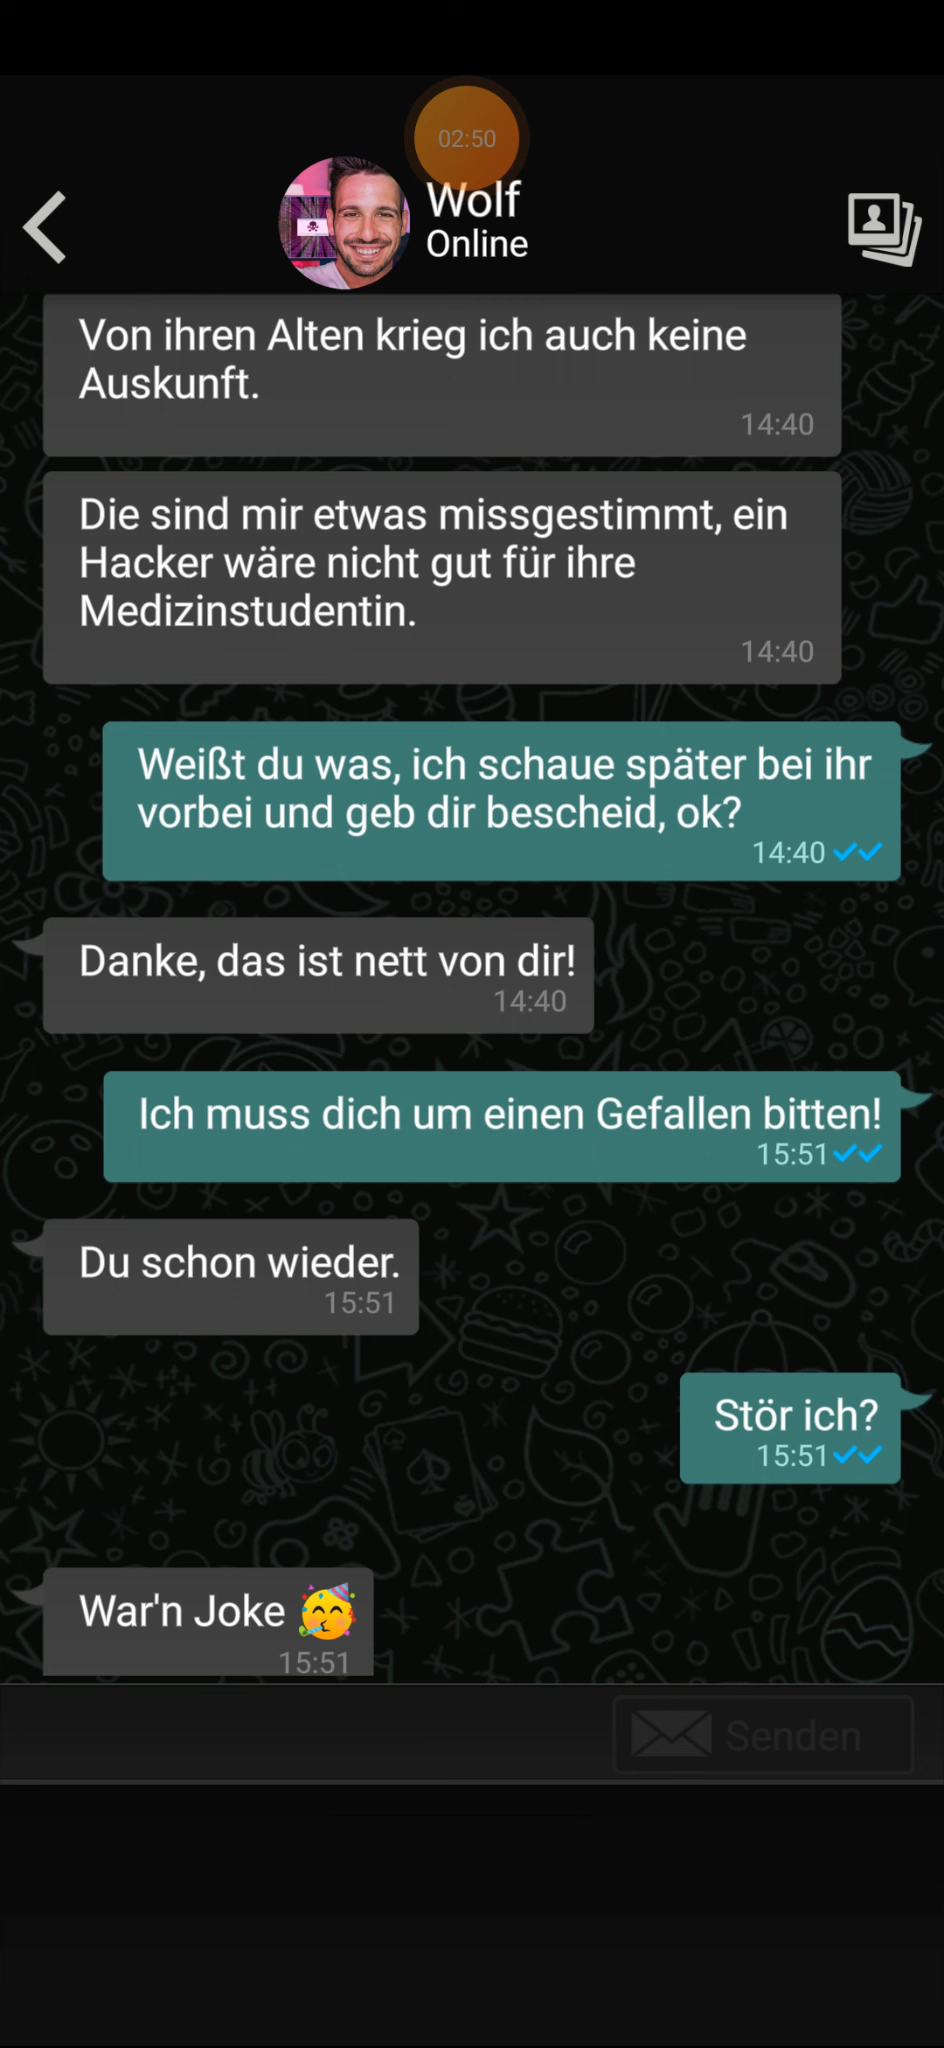 02:50
Wolf
Online
Von ihren Alten krieg ich auch keine
Auskunft.
14:40
Die sind mir etwas missgestimmt, ein
Hacker wäre nicht gut für ihre
Medizinstudentin.
14:40
Weißt du was, ich schaue später bei ihr
vorbei und geb dir bescheid, ok?
14:40
Danke, das ist nett von dir!
14:40
Ich muss dich um einen Gefallen bitten!
15:51
Du schon wieder.
15:51
Stör ich?
15:51
War'n Joke 🥳
15:51
Senden